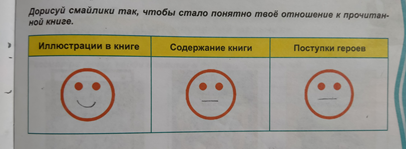 Дорисуй смайлики так, чтобы стало понятно твоё отношение к прочитан-
ной книге.
Иллюстрации в книге Содержание книги Поступки героев